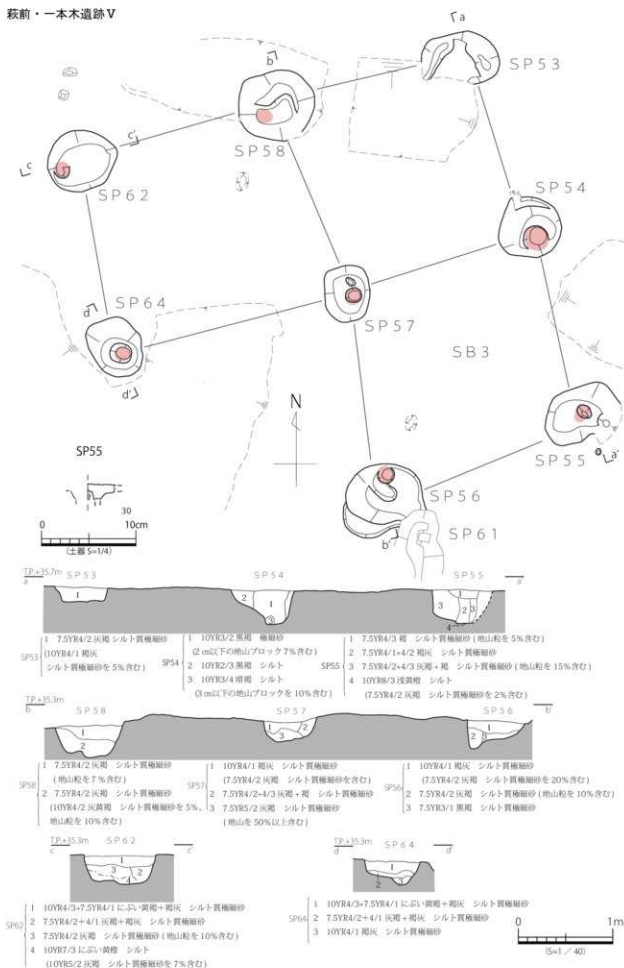 萩前・一本木遺跡Ⅴ
a
SP53
b
SP58
c'
c
SP62
SP54
d
SP64
SP57
SB3
d'
N
a'
SP55
SP55
SP56
SP61
b'
30
0 10cm
(土器 S=1/4)
T.P.+35.7m
a SP53 SP54 SP55 a'
1
2 1
③
3 2 3
1
4
SP53
1 7.5YR4/2 灰褐 シルト質極細砂
(10YR4/1 褐灰
シルト質極細砂を5%含む)
SP54
1 10YR3/2 黒褐 極細砂
(2㎝以下の地山ブロック7%含む)
2 10YR2/3 黒褐 シルト
3 10YR3/4 暗褐 シルト
(3㎝以下の地山ブロックを10%含む)
SP55
1 7.5YR4/3 褐 シルト質極細砂 (地山粒を5%含む)
2 7.5YR4/1+4/2 褐灰+灰褐 シルト質極細砂
3 7.5YR4/2+4/3 灰褐+褐 シルト質極細砂 (地山粒を15%含む)
4 10YR8/3 浅黄橙 シルト
(7.5YR4/2 灰褐 シルト質極細砂を2%含む)
T.P.+35.3m
b SP58 SP57 SP56 b'
1
2
1 2
3
1
2 3
SP58
1 7.5YR4/2 灰褐 シルト質極細砂
(地山粒を7%含む)
2 7.5YR4/2 灰褐 シルト質極細砂
(10YR4/2 灰黄褐 シルト質極細砂を5%、
地山粒を10%含む)
SP57
1 10YR4/1 褐灰 シルト質極細砂
(7.5YR4/2 灰褐 シルト質極細砂を含む)
2 7.5YR4/2+4/3 灰褐+褐 シルト質極細砂
3 7.5YR5/2 灰褐 シルト質極細砂
(地山を50%以上含む)
SP56
1 10YR4/1 褐灰 シルト質極細砂
(7.5YR4/2 灰褐 シルト質極細砂を20%含む)
2 7.5YR4/2 灰褐 シルト質極細砂 (地山粒を10%含む)
3 7.5YR3/1 黒褐 シルト質極細砂
T.P.+35.3m
c SP62 c'
1
2
3
4
T.P.+35.3m
d SP64 d'
1
2 3
SP62
1 10YR4/3+7.5YR4/1 にぶい黄褐+褐灰 シルト質極細砂
2 7.5YR4/2+4/1 灰褐+褐灰 シルト質極細砂
3 7.5YR4/2 灰褐 シルト質極細砂 (地山粒を10%含む)
4 10YR7/3 にぶい黄橙 シルト
(10YR5/2 灰褐 シルト質極細砂を7%含む)
SP64
1 10YR4/3+7.5YR4/1 にぶい黄褐+褐灰 シルト質極細砂
2 7.5YR4/2+4/1 灰褐+褐灰 シルト質極細砂
3 10YR4/1 褐灰 シルト質極細砂
0 1m
(S=1/40)